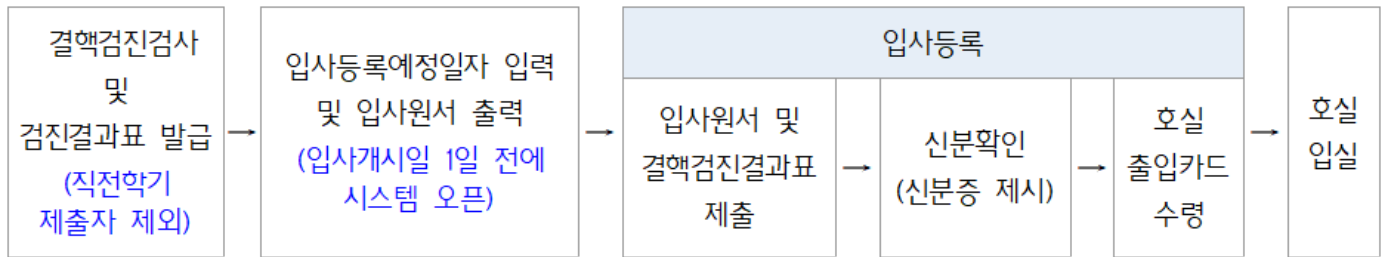 결핵검진검사
및
검진결과표 발급
(직전학기
제출자 제외)
→
입사등록예정일자 입력
및 입사원서 출력
(입사개시일 1일 전에
시스템 오픈)
→
입사등록
입사원서 및
결핵검진결과표
제출
→
신분확인
(신분증 제시)
→
호실
출입카드
수령
→
호실
입실